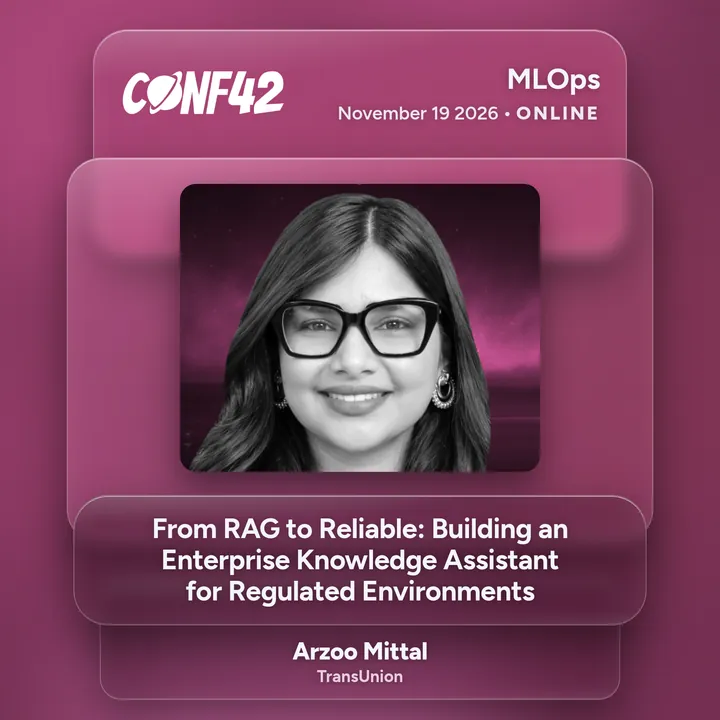 CONF42
MLOps
November 19 2026 • ONLINE
From RAG to Reliable: Building an
Enterprise Knowledge Assistant
for Regulated Environments
Arzoo Mittal
TransUnion